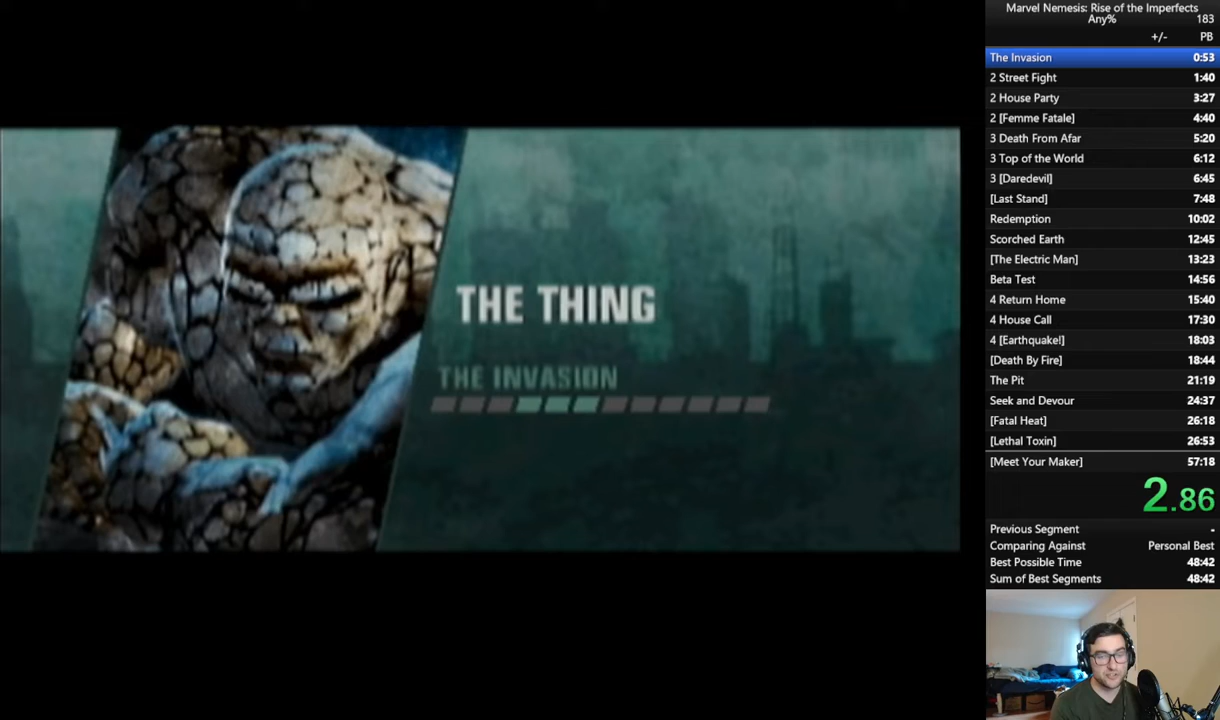 THE THING
THE INVASION
Marvel Nemesis: Rise of the Imperfects
Any% 183
+/- PB
The Invasion 0:53
2 Street Fight 1:40
2 House Party 3:27
2 [Femme Fatale] 4:40
3 Death From Afar 5:20
3 Top of the World 6:12
3 [Daredevil] 6:45
[Last Stand] 7:48
Redemption 10:02
Scorched Earth 12:45
[The Electric Man] 13:23
Beta Test 14:56
4 Return Home 15:40
4 House Call 17:30
4 [Earthquake!] 18:03
[Death By Fire] 18:44
The Pit 21:19
Seek and Devour 24:37
[Fatal Heat] 26:18
[Lethal Toxin] 26:53
[Meet Your Maker] 57:18
2.86
Previous Segment -
Comparing Against Personal Best
Best Possible Time 48:42
Sum of Best Segments 48:42